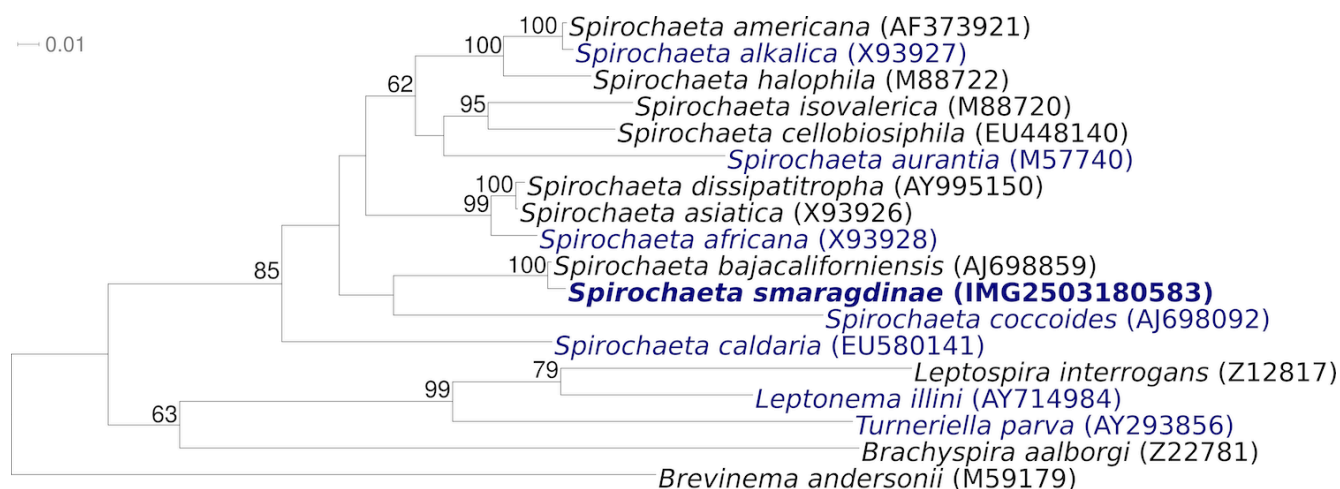 0.01
100
Spirochaeta americana (AF373921)
Spirochaeta alkalica (X93927)
100
Spirochaeta halophila (M88722)
62
95
Spirochaeta isovalerica (M88720)
Spirochaeta cellobiosiphila (EU448140)
Spirochaeta aurantia (M57740)
100
Spirochaeta dissipatitropha (AY995150)
99
Spirochaeta asiatica (X93926)
Spirochaeta africana (X93928)
85
100
Spirochaeta bajacaliforniensis (AJ698859)
Spirochaeta smaragdinae (IMG2503180583)
Spirochaeta coccoides (AJ698092)
Spirochaeta caldaria (EU580141)
79
Leptospira interrogans (Z12817)
99
Leptonema illini (AY714984)
63
Turneriella parva (AY293856)
Brachyspira aalborgi (Z22781)
Brevinema andersonii (M59179)